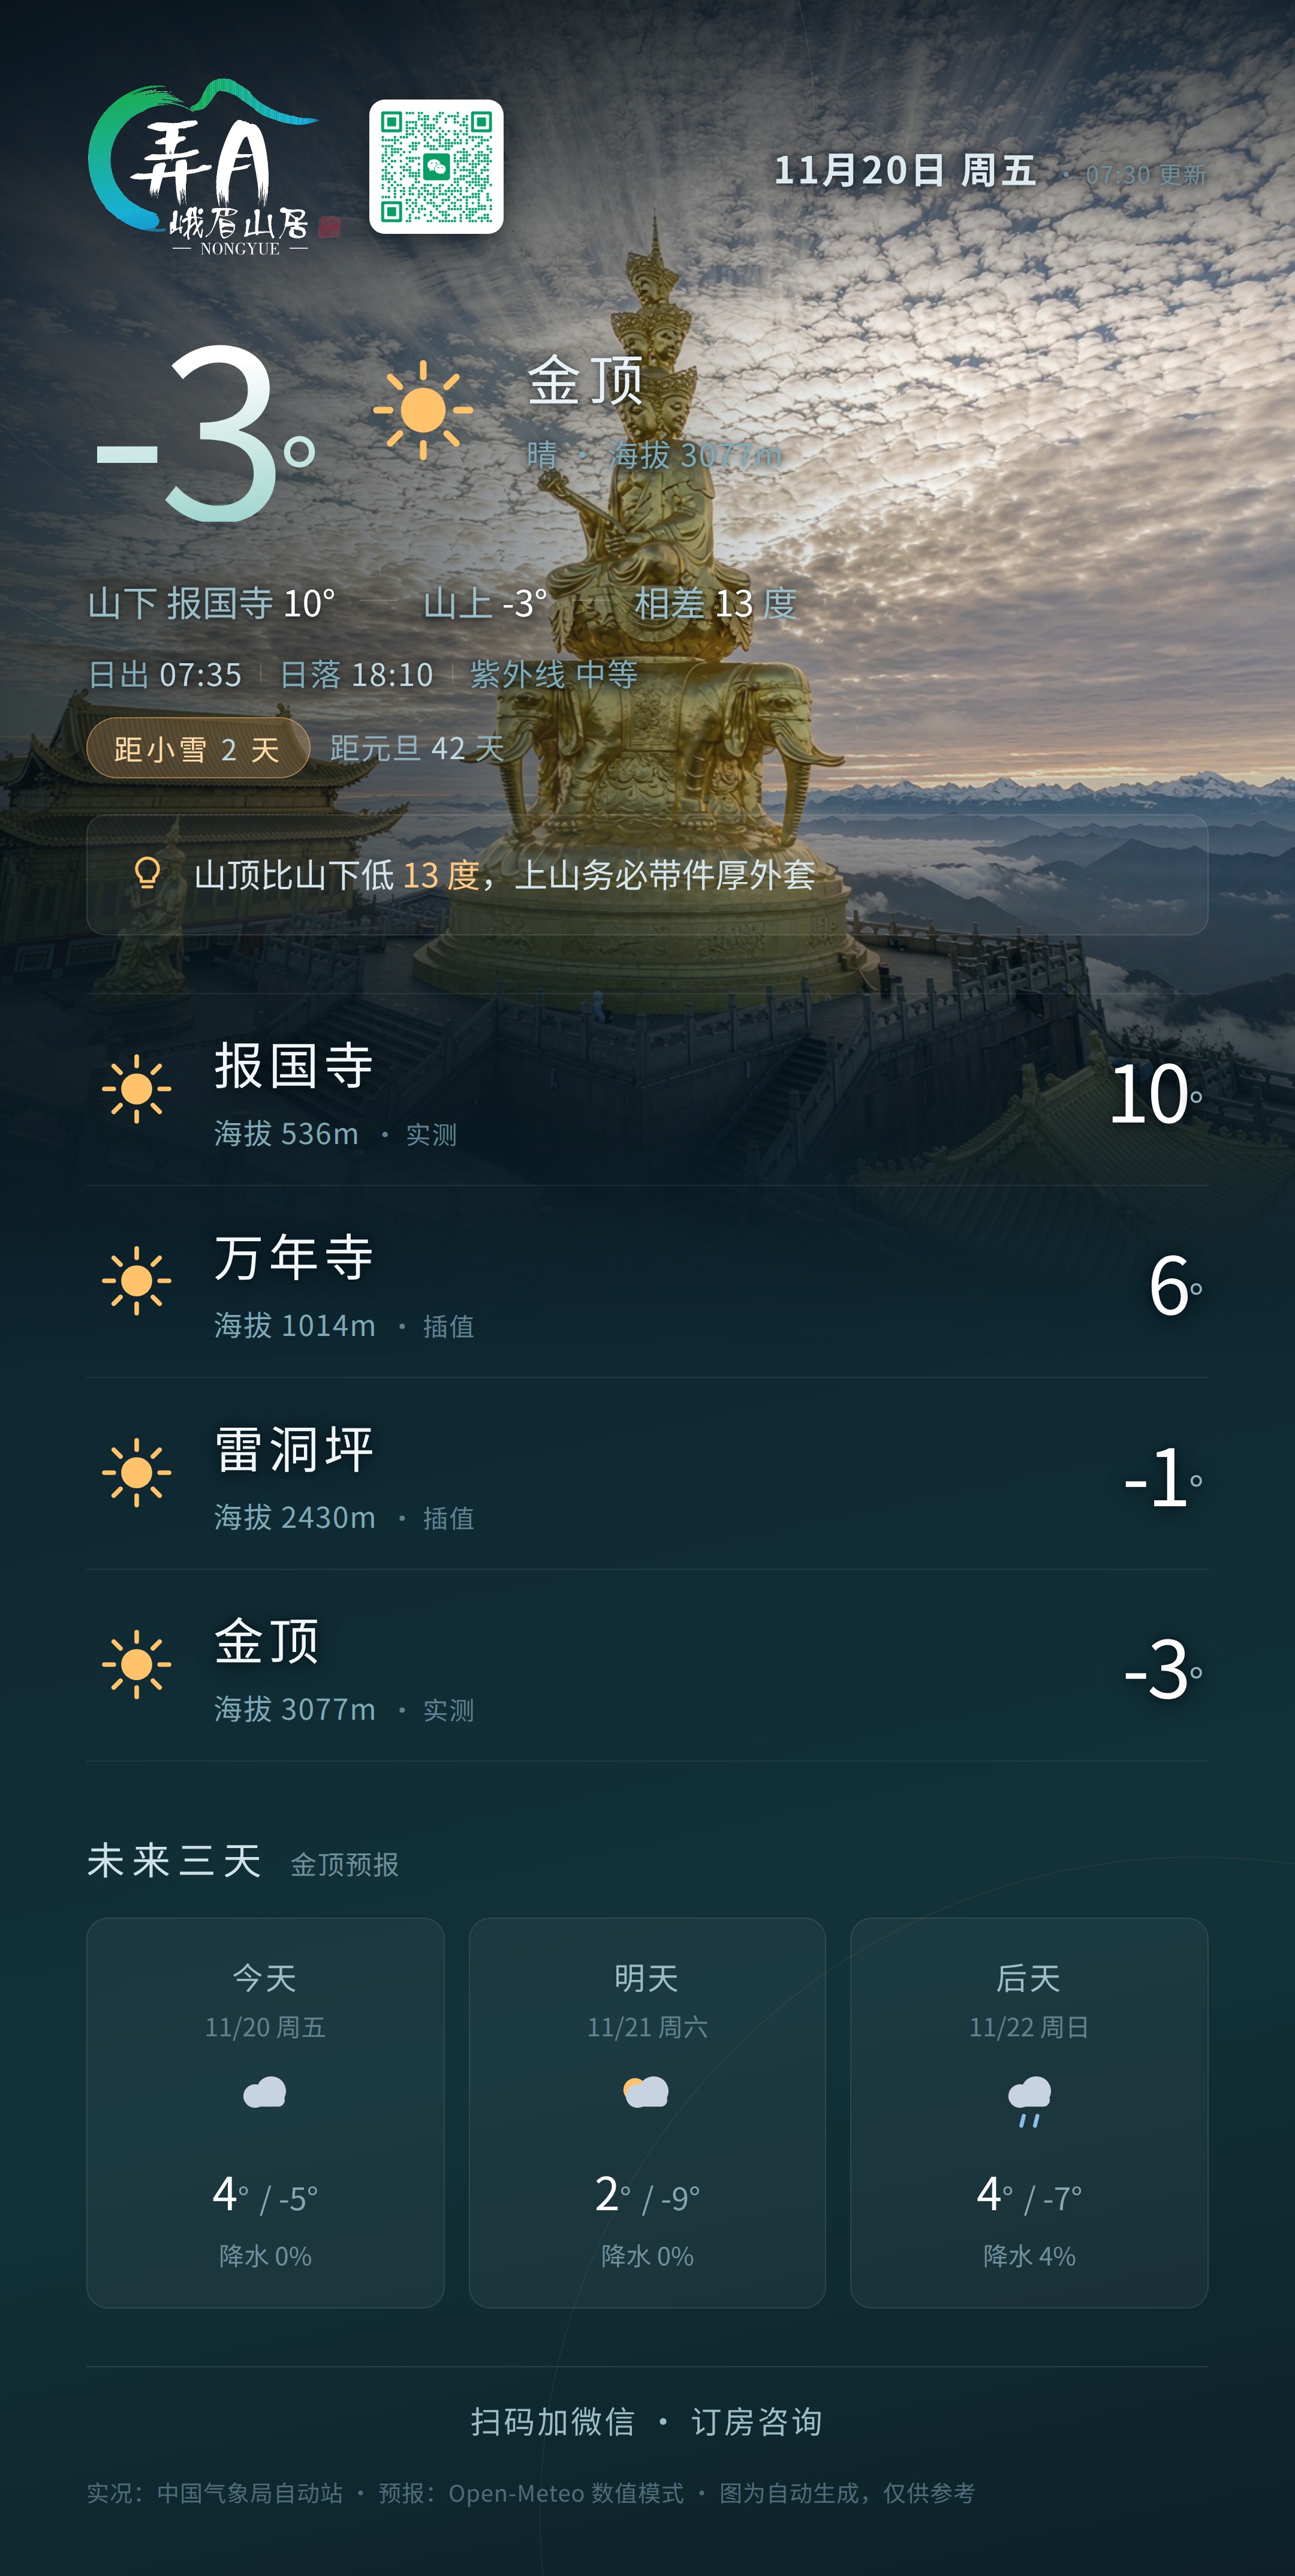 弄月
峨眉山居
NONGYUE
11月20日 周五 · 07:30 更新
-3°
金顶
晴 · 海拔 3077m
山下 报国寺 10° — 山上 -3° — 相差 13 度
日出 07:35 | 日落 18:10 | 紫外线 中等
距小雪 2 天 距元旦 42 天
山顶比山下低 13 度，上山务必带件厚外套
报国寺
海拔 536m · 实测
10°
万年寺
海拔 1014m · 插值
6°
雷洞坪
海拔 2430m · 插值
-1°
金顶
海拔 3077m · 实测
-3°
未来三天 金顶预报
今天
11/20 周五
4° / -5°
降水 0%
明天
11/21 周六
2° / -9°
降水 0%
后天
11/22 周日
4° / -7°
降水 4%
扫码加微信 · 订房咨询
实况：中国气象局自动站 · 预报：Open-Meteo 数值模式 · 图为自动生成，仅供参考